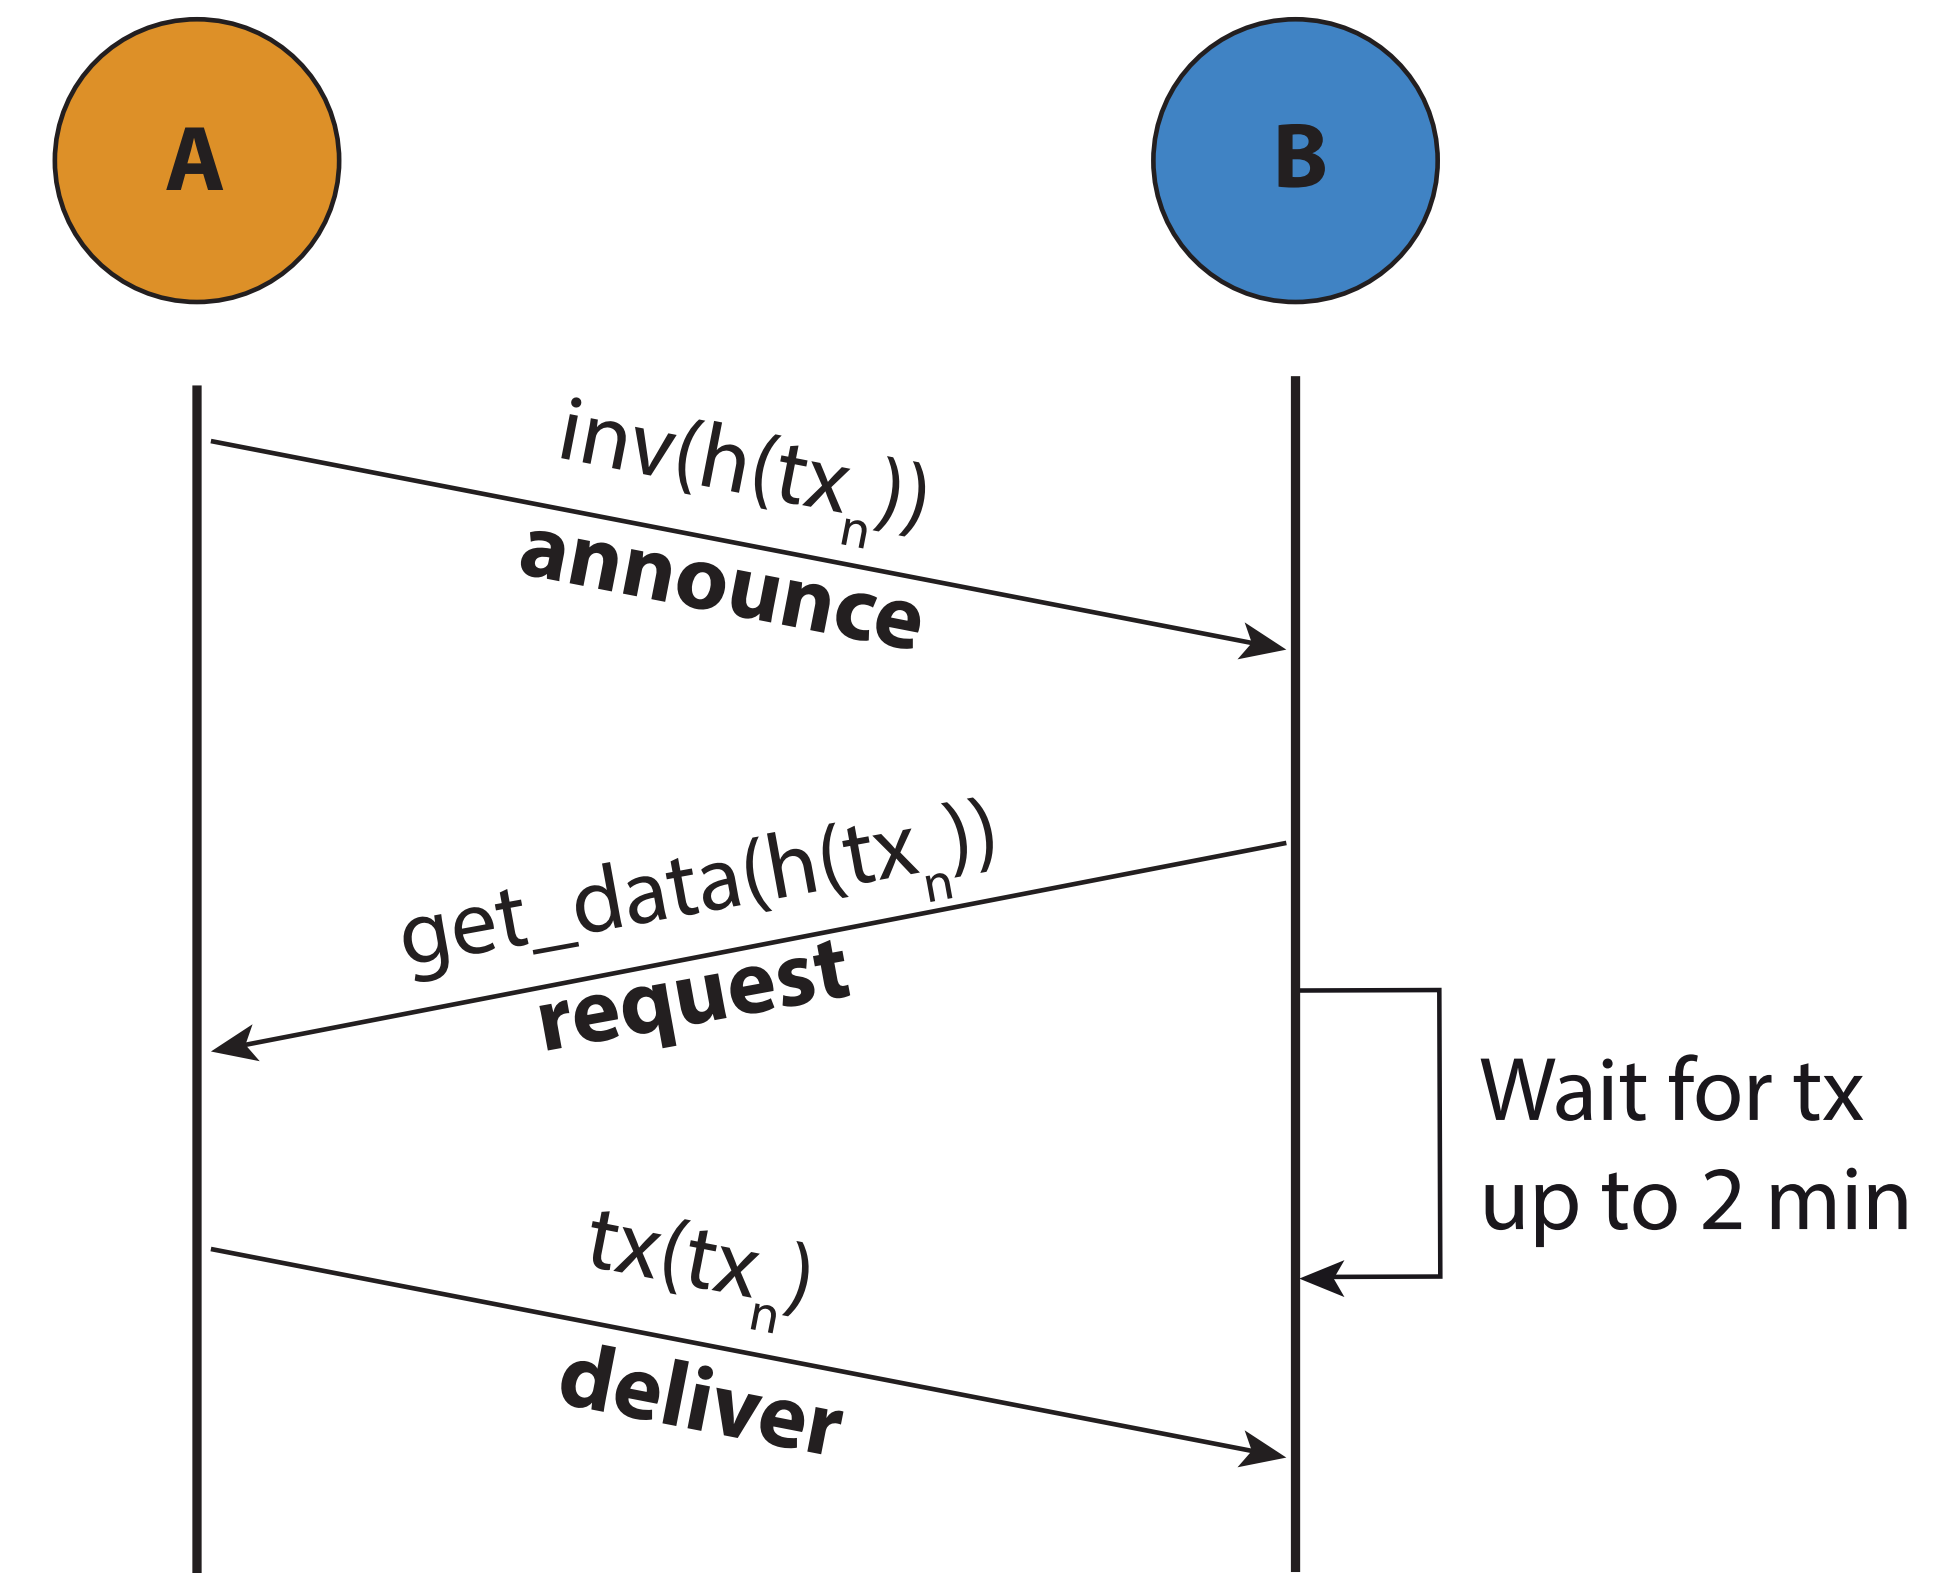 A
B
inv(h(txₙ))
announce
get_data(h(txₙ))
request
Wait for tx
up to 2 min
tx(txₙ)
deliver